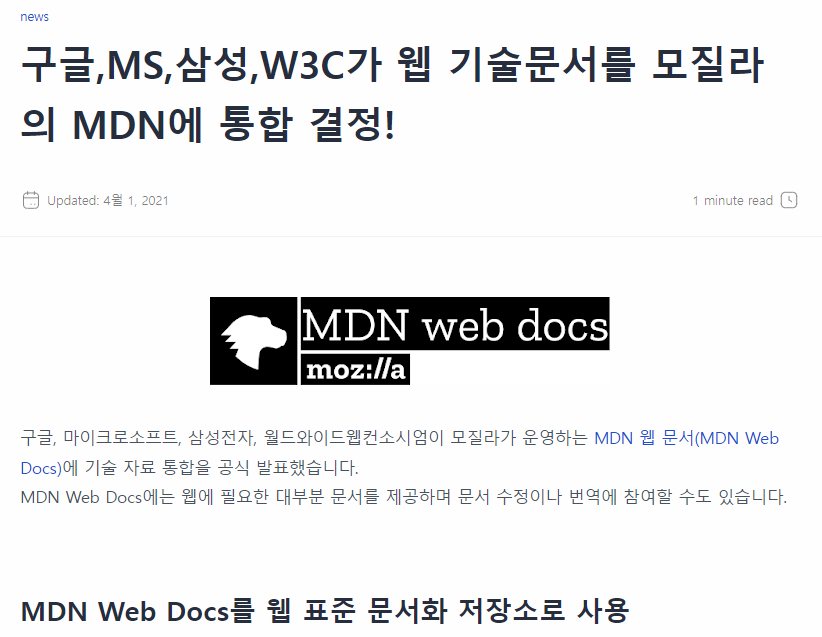 news
구글,MS,삼성,W3C가 웹 기술문서를 모질라
의 MDN에 통합 결정!
Updated: 4월 1, 2021
1 minute read
MDN web docs
moz://a
구글, 마이크로소프트, 삼성전자, 월드와이드웹컨소시엄이 모질라가 운영하는 MDN 웹 문서(MDN Web
Docs)에 기술 자료 통합을 공식 발표했습니다.
MDN Web Docs에는 웹에 필요한 대부분 문서를 제공하며 문서 수정이나 번역에 참여할 수도 있습니다.
MDN Web Docs를 웹 표준 문서화 저장소로 사용